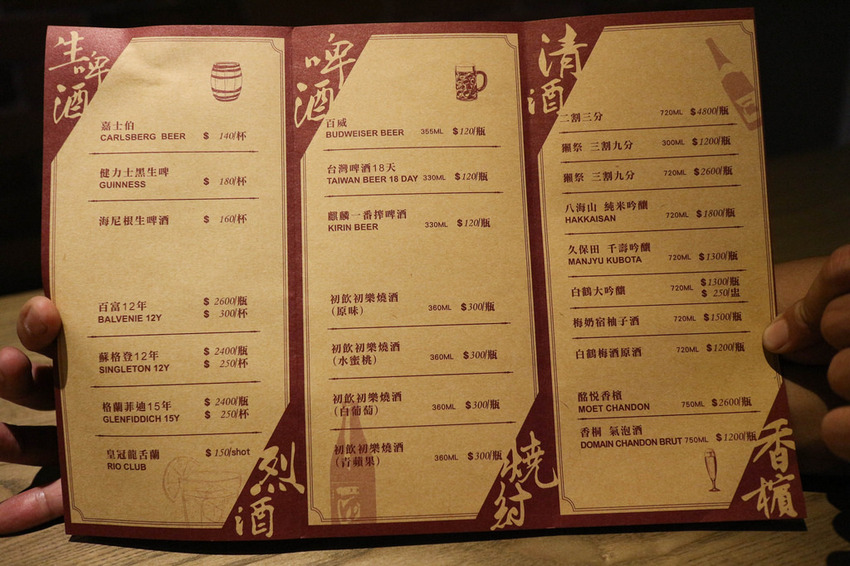 生啤酒
嘉士伯
CARLSBERG BEER $ 140/杯
健力士黑生啤
GUINNESS $ 180/杯
海尼根生啤酒 $ 160/杯
百富12年 $ 2600/瓶
BALVENIE 12Y $ 300/杯
蘇格登12年 $ 2400/瓶
SINGLETON 12Y $ 250/杯
格蘭菲迪15年 $ 2400/瓶
GLENFIDDICH 15Y $ 250/杯
皇冠龍舌蘭 $ 150/shot
RIO CLUB
烈酒
啤酒
百威
BUDWEISER BEER 355ML $120/瓶
台灣啤酒18天
TAIWAN BEER 18 DAY 330ML $120/瓶
麒麟一番搾啤酒
KIRIN BEER 330ML $120/瓶
初飲初樂燒酒
(原味) 360ML $300/瓶
初飲初樂燒酒
(水蜜桃) 360ML $300/瓶
初飲初樂燒酒
(白葡萄) 360ML $300/瓶
初飲初樂燒酒
(青蘋果) 360ML $300/瓶
燒酎
清酒
二割三分 720ML $4800/瓶
獺祭 三割九分 300ML $1200/瓶
獺祭 三割九分 720ML $2600/瓶
八海山 純米吟釀
HAKKAISAN 720ML $1800/瓶
久保田 千壽吟釀
MANJYU KUBOTA 720ML $1300/瓶
白鶴大吟釀 720ML $1300/瓶
$ 250/盅
梅奶宿柚子酒 720ML $1500/瓶
白鶴梅酒原酒 720ML $1200/瓶
酩悅香檳
MOET CHANDON 750ML $2600/瓶
香桐 氣泡酒
DOMAIN CHANDON BRUT 750ML $1200/瓶
香檳